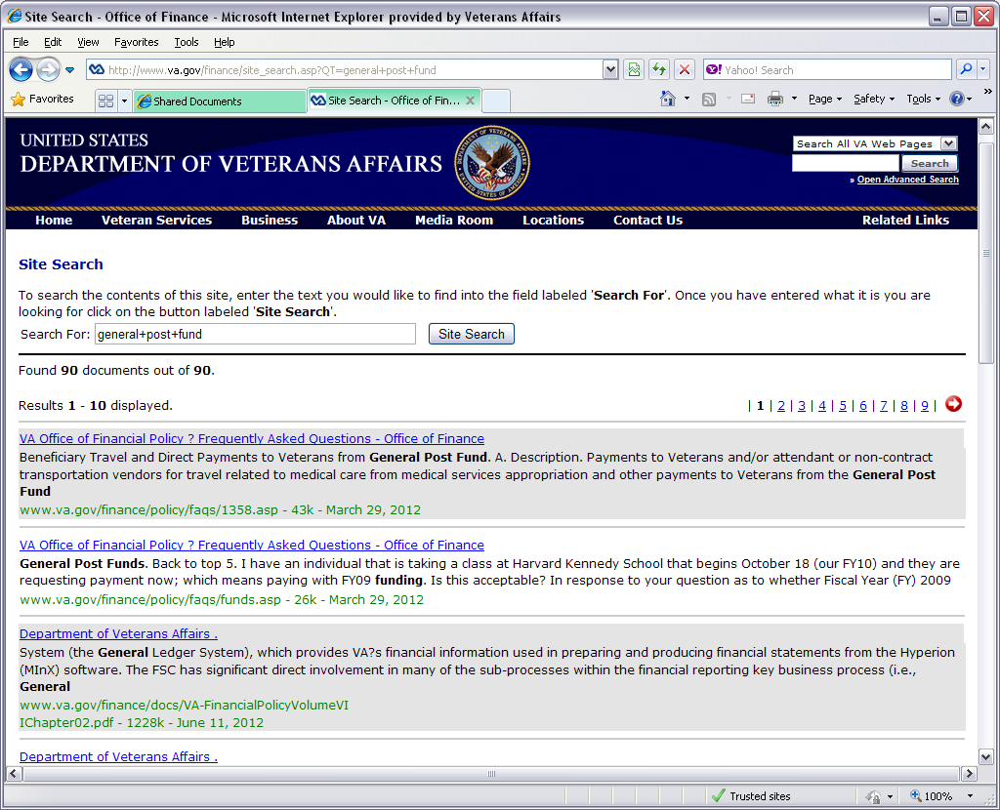 Site Search - Office of Finance - Microsoft Internet Explorer provided by Veterans Affairs
File Edit View Favorites Tools Help
http://www.va.gov/finance/site_search.asp?QT=general+post+fund
Y! Yahoo! Search
Favorites
Shared Documents
Site Search - Office of Fin...
Page Safety Tools
UNITED STATES
DEPARTMENT OF VETERANS AFFAIRS
Search All VA Web Pages
Search
» Open Advanced Search
Home Veteran Services Business About VA Media Room Locations Contact Us Related Links
Site Search
To search the contents of this site, enter the text you would like to find into the field labeled 'Search For'. Once you have entered what it is you are
looking for click on the button labeled 'Site Search'.
Search For: general+post+fund Site Search
Found 90 documents out of 90.
Results 1 - 10 displayed. | 1 | 2 | 3 | 4 | 5 | 6 | 7 | 8 | 9 |
VA Office of Financial Policy ? Frequently Asked Questions - Office of Finance
Beneficiary Travel and Direct Payments to Veterans from General Post Fund. A. Description. Payments to Veterans and/or attendant or non-contract
transportation vendors for travel related to medical care from medical services appropriation and other payments to Veterans from the General Post
Fund
www.va.gov/finance/policy/faqs/1358.asp - 43k - March 29, 2012
VA Office of Financial Policy ? Frequently Asked Questions - Office of Finance
General Post Funds. Back to top 5. I have an individual that is taking a class at Harvard Kennedy School that begins October 18 (our FY10) and they are
requesting payment now; which means paying with FY09 funding. Is this acceptable? In response to your question as to whether Fiscal Year (FY) 2009
www.va.gov/finance/policy/faqs/funds.asp - 26k - March 29, 2012
Department of Veterans Affairs .
System (the General Ledger System), which provides VA?s financial information used in preparing and producing financial statements from the Hyperion
(MInX) software. The FSC has significant direct involvement in many of the sub-processes within the financial reporting key business process (i.e.,
General
www.va.gov/finance/docs/VA-FinancialPolicyVolumeVI
IChapter02.pdf - 1228k - June 11, 2012
Department of Veterans Affairs .
Trusted sites 100%